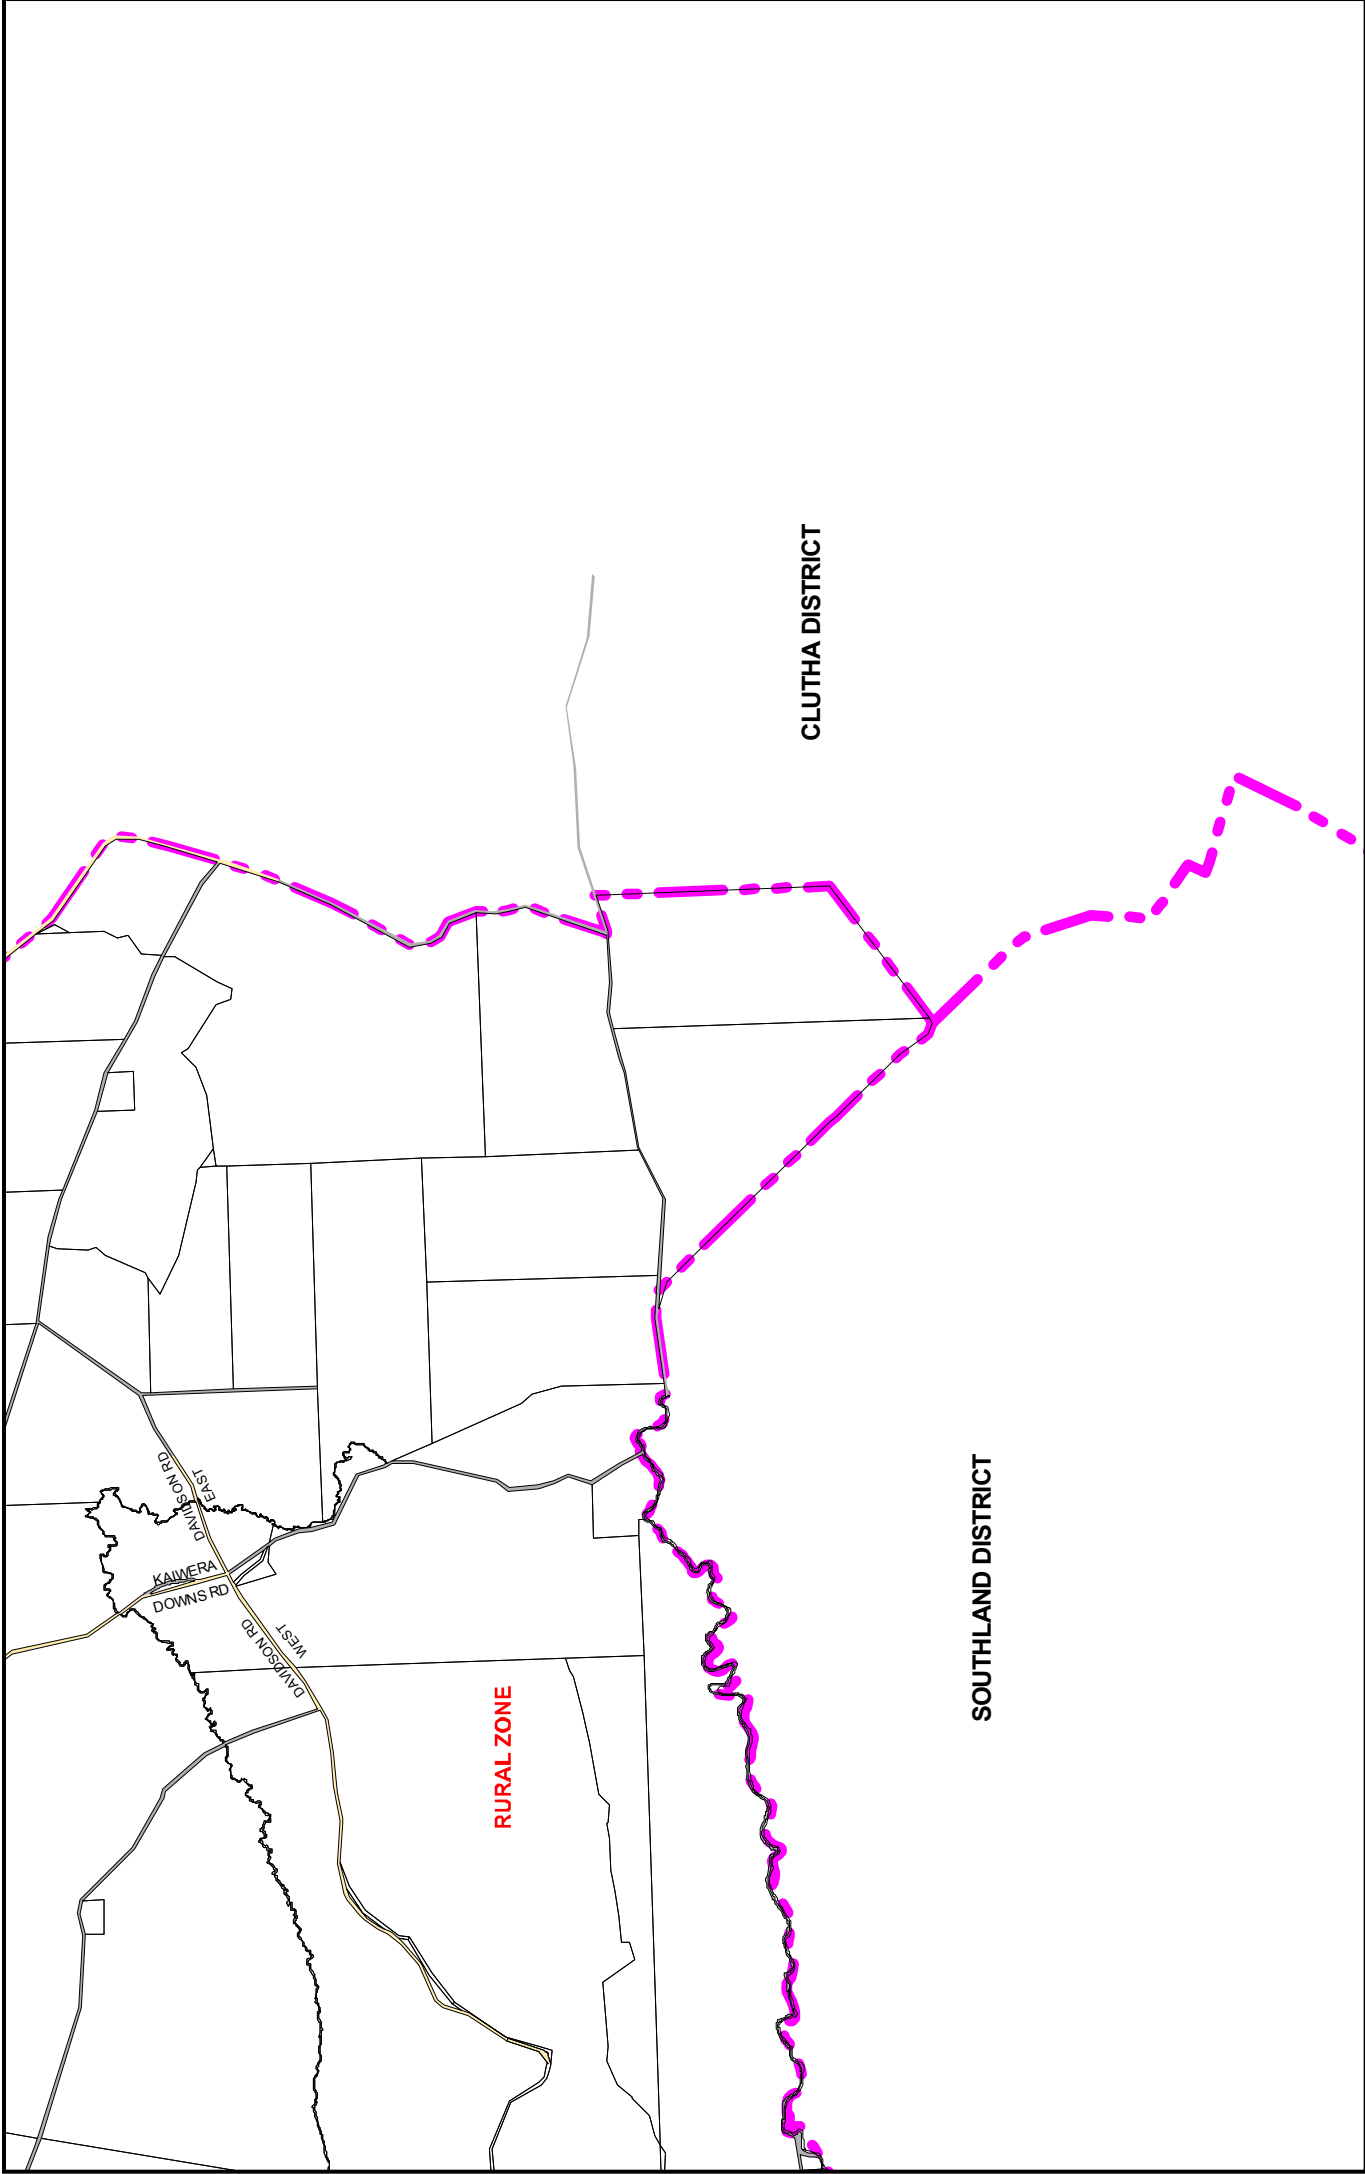 CLUTHA DISTRICT
DAVIDSON RD
EAST
KAIWERA
DOWNS RD
DAVIDSON RD
WEST
RURAL ZONE
SOUTHLAND DISTRICT